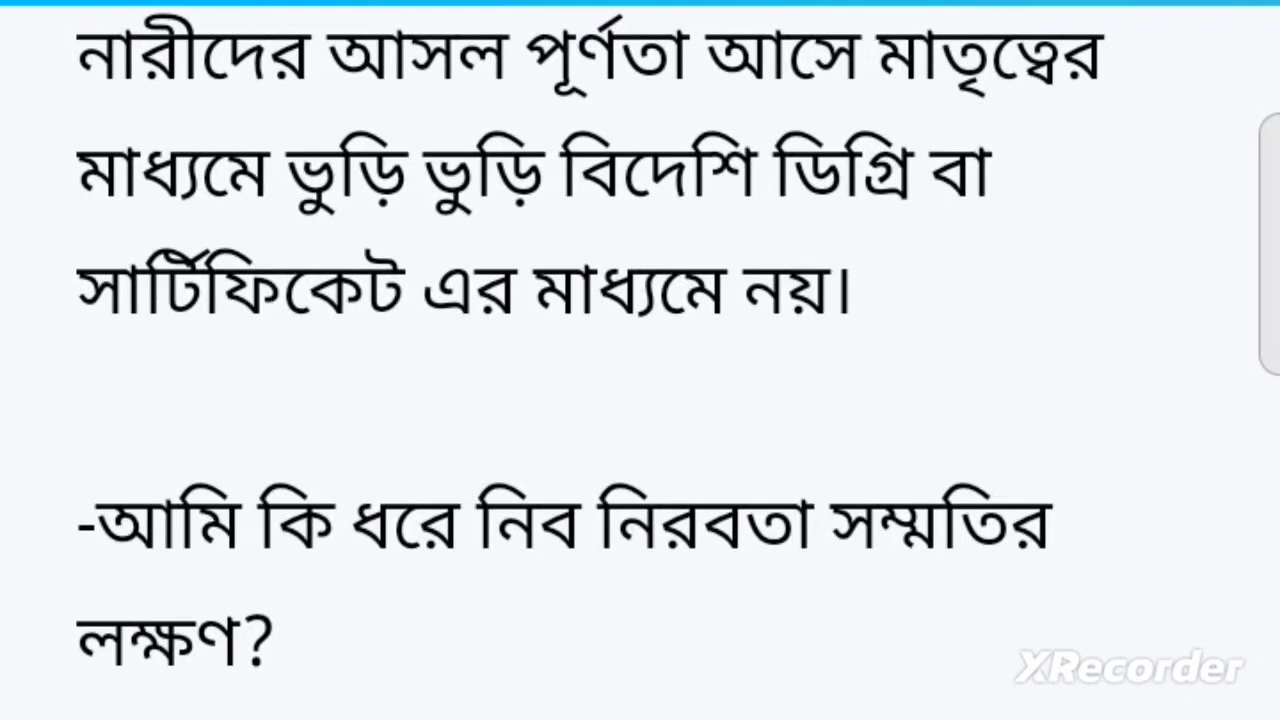 নারীদের আসল পূর্ণতা আসে মাতৃত্বের
মাধ্যমে ভুড়ি ভুড়ি বিদেশি ডিগ্রি বা
সার্টিফিকেট এর মাধ্যমে নয়।
-আমি কি ধরে নিব নিরবতা সম্মতির
লক্ষণ?
XRecorder